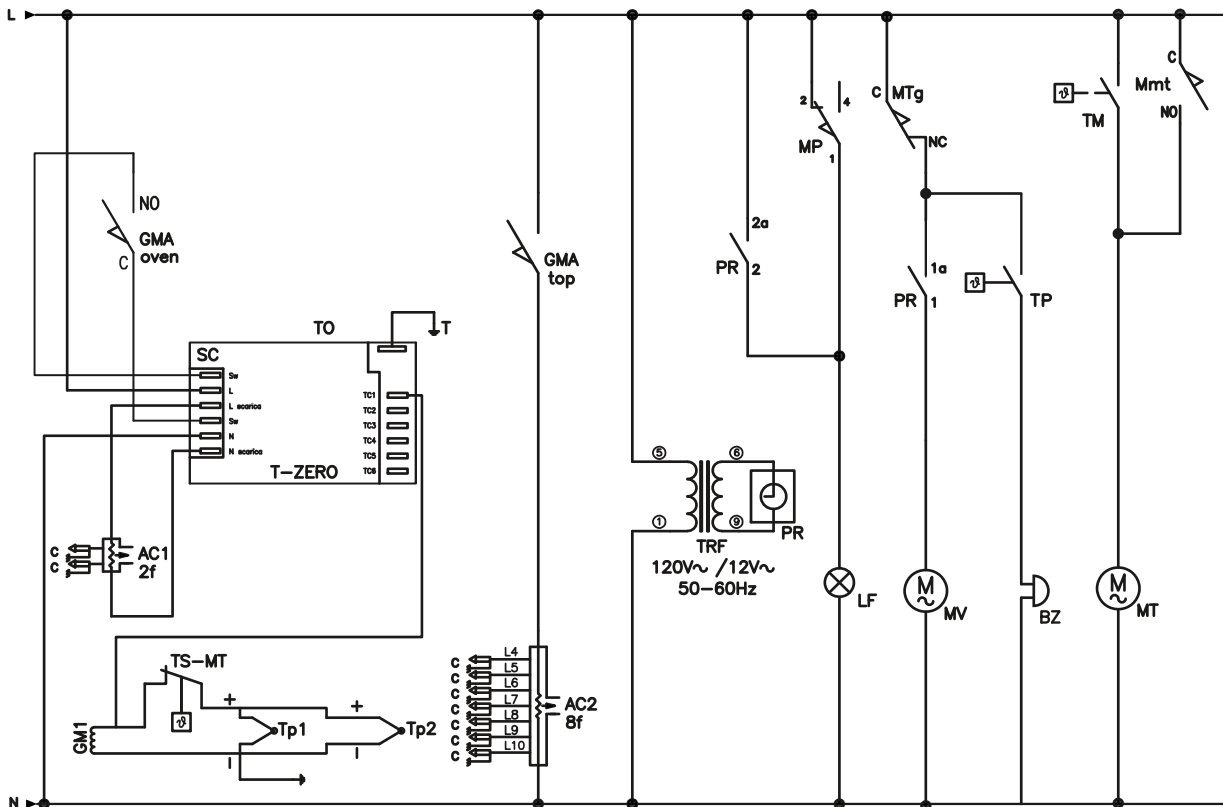 L
C
2
4
C
MTg
Mmt
TM
NO
MP
1
NC
NO
GMA
oven
C
2a
PR
2
GMA
top
1a
PR
1
TP
TO
T
SC
Sw
L
L scarica
Sw
N
N scarica
TC1
TC2
TC3
TC4
TC5
TC6
T-ZERO
5
6
1
9
PR
TRF
120V~ /12V~
50-60Hz
C
C
AC1
2f
LF
M
~
MV
BZ
M
~
MT
TS-MT
GM1
+
-
Tp1
+
-
Tp2
C
C
C
C
C
C
C
L4
L5
L6
L7
L8
L9
L10
AC2
8f
N